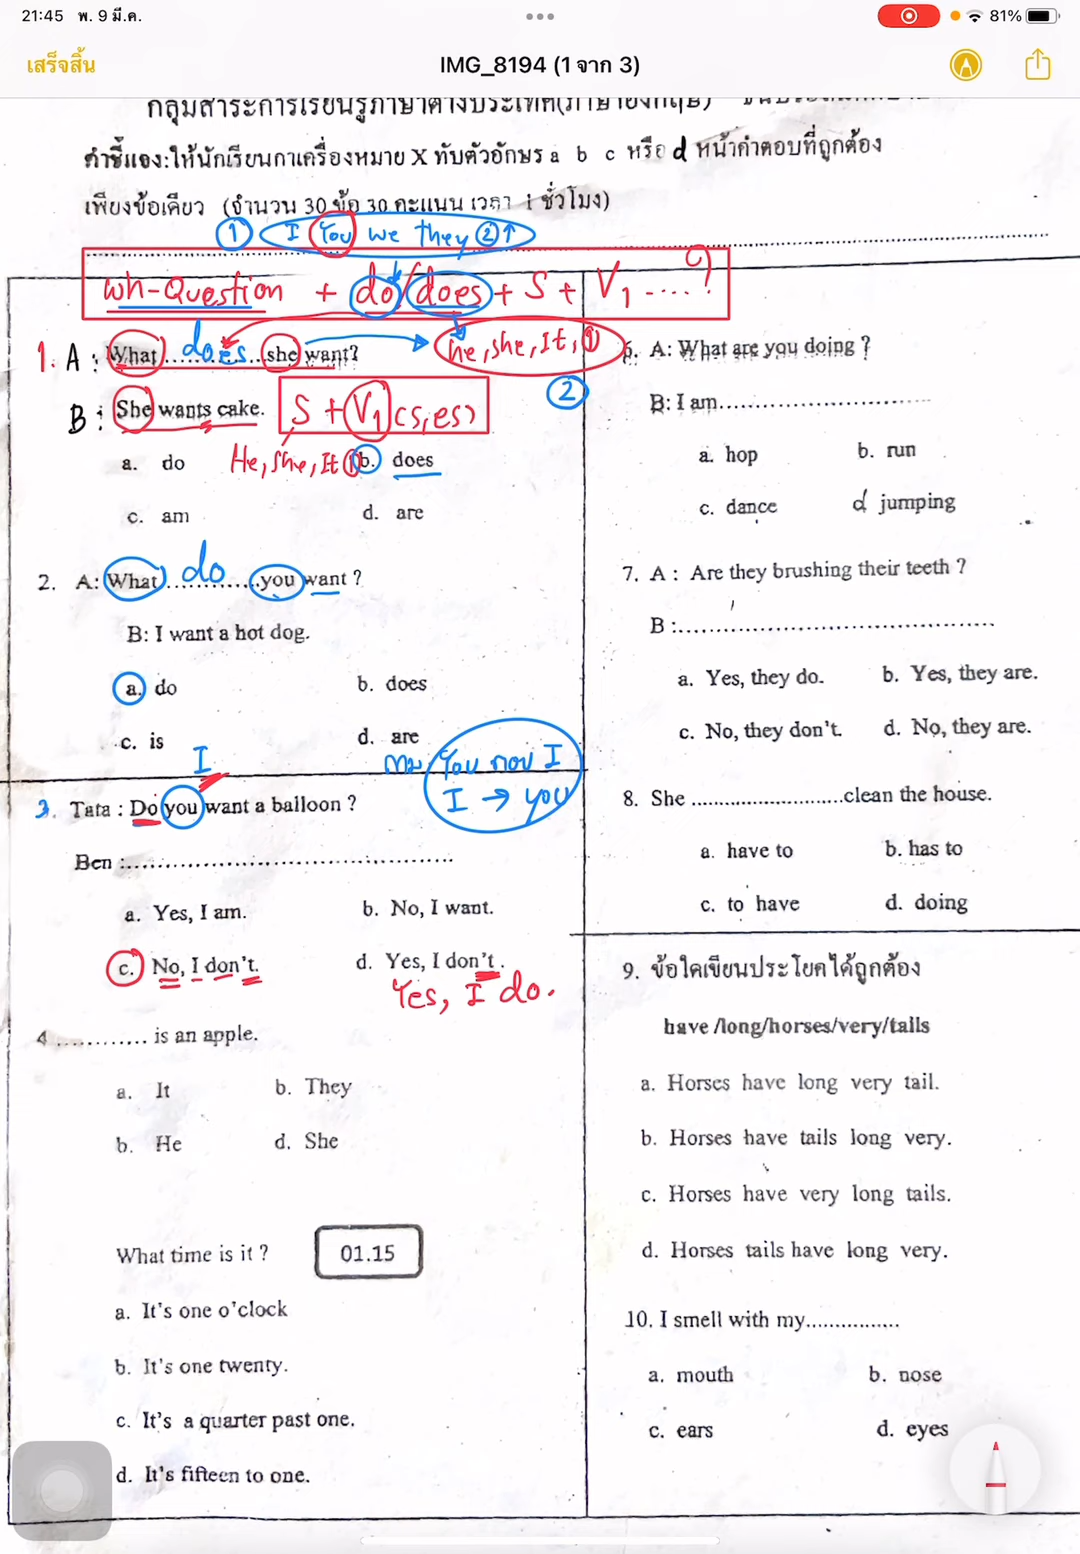 21:45 พ. 9 มี.ค.
81%
เสร็จสิ้น
IMG_8194 (1 จาก 3)
กลุ่มสาระการเรียนรู้ภาษาต่างประเทศ(ภาษาอังกฤษ)
คำชี้แจง:ให้นักเรียนกาเครื่องหมาย X ทับตัวอักษร a b c หรือ d หน้าคำตอบที่ถูกต้อง
เพียงข้อเดียว (จำนวน 30 ข้อ 30 คะแนน เวลา 1 ชั่วโมง)
① I You we they ②↑
Wh-Question + do/does + S + V1 ....?
1. A : What.....does.....she want?
he, she, It, ①
B : She wants cake.
S + V1 (s,es)
②
He, she, It ①
a. do
b. does
c. am
d. are
2. A: What....do....you want ?
B: I want a hot dog.
a. do
b. does
c. is
d. are
I
ถาม You ตอบ I
I → you
3. Tata : Do you want a balloon ?
Ben :................................................
a. Yes, I am.
b. No, I want.
c. No, I don't.
d. Yes, I don't .
Yes, I do.
4 ............ is an apple.
a. It
b. They
b. He
d. She
What time is it ?
01.15
a. It's one o'clock
b. It's one twenty.
c. It's a quarter past one.
d. It's fifteen to one.
6. A: What are you doing ?
B: I am................................
a. hop
b. run
c. dance
d jumping
7. A : Are they brushing their teeth ?
B :................................................
a. Yes, they do.
b. Yes, they are.
c. No, they don't.
d. No, they are.
8. She .........................clean the house.
a. have to
b. has to
c. to have
d. doing
9. ข้อใดเขียนประโยคได้ถูกต้อง
have /long/horses/very/tails
a. Horses have long very tail.
b. Horses have tails long very.
c. Horses have very long tails.
d. Horses tails have long very.
10. I smell with my................
a. mouth
b. nose
c. ears
d. eyes